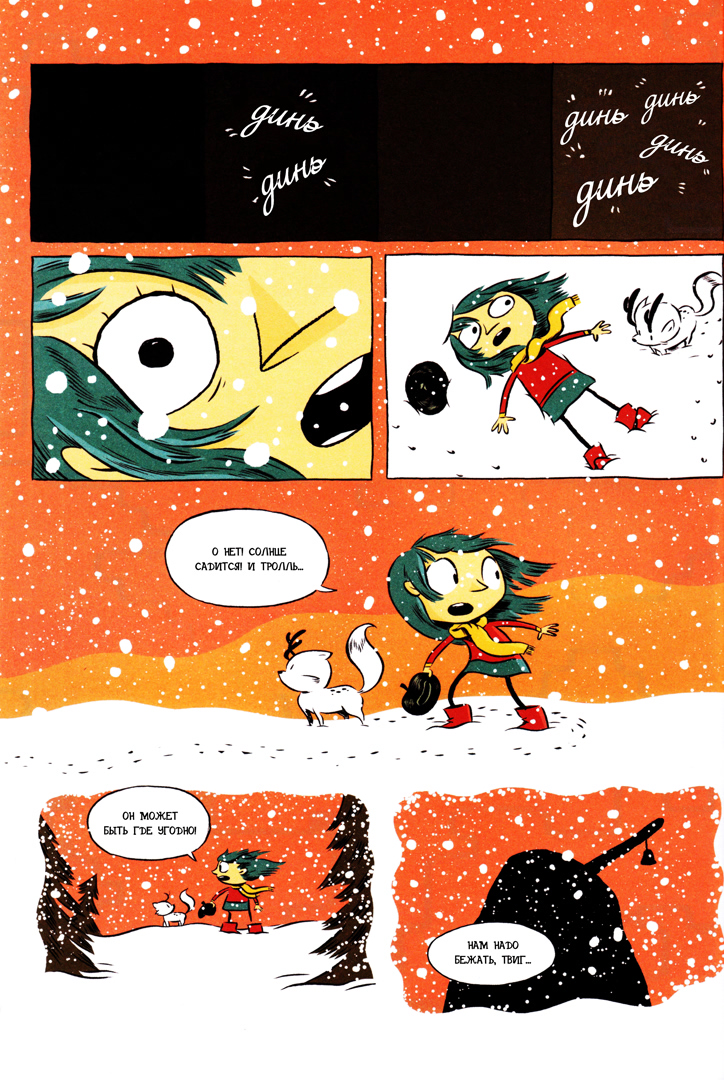 динь
динь
динь
динь
динь
динь
О НЕТ! СОЛНЦЕ
САДИТСЯ! И ТРОЛЛЬ...
ОН МОЖЕТ
БЫТЬ ГДЕ УГОДНО!
НАМ НАДО
БЕЖАТЬ, ТВИГ...